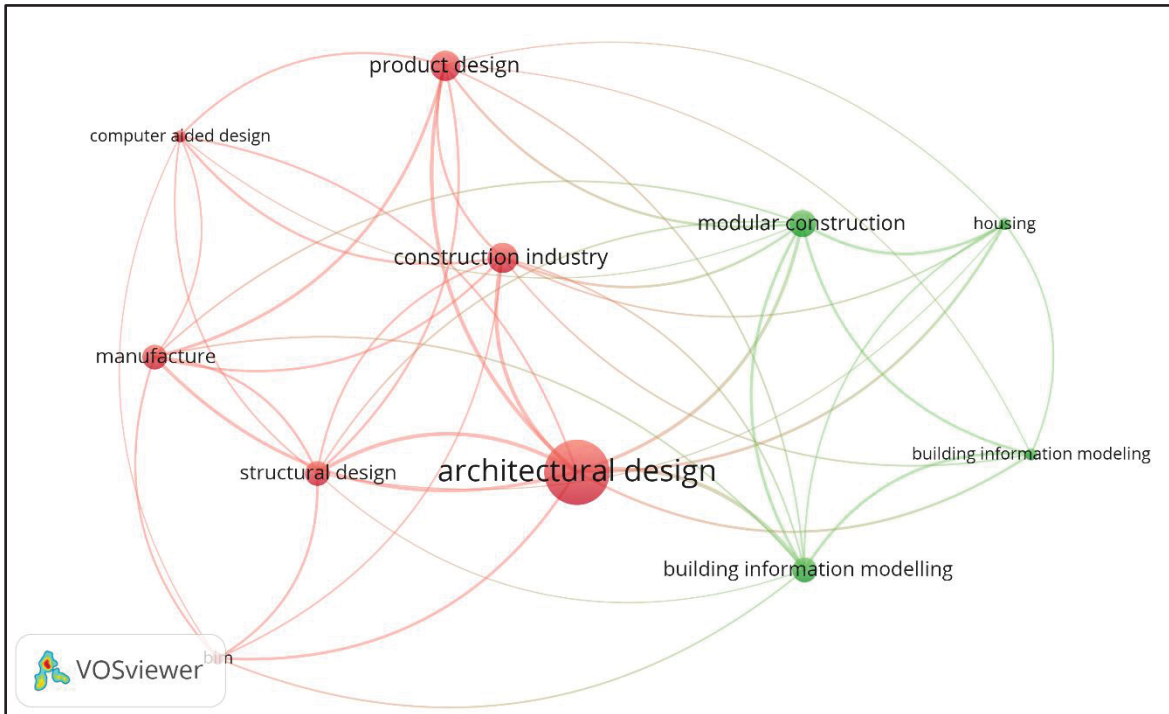 product design
computer aided design
modular construction
housing
construction industry
manufacture
building information modeling
structural design
architectural design
building information modelling
bim
VOSviewer